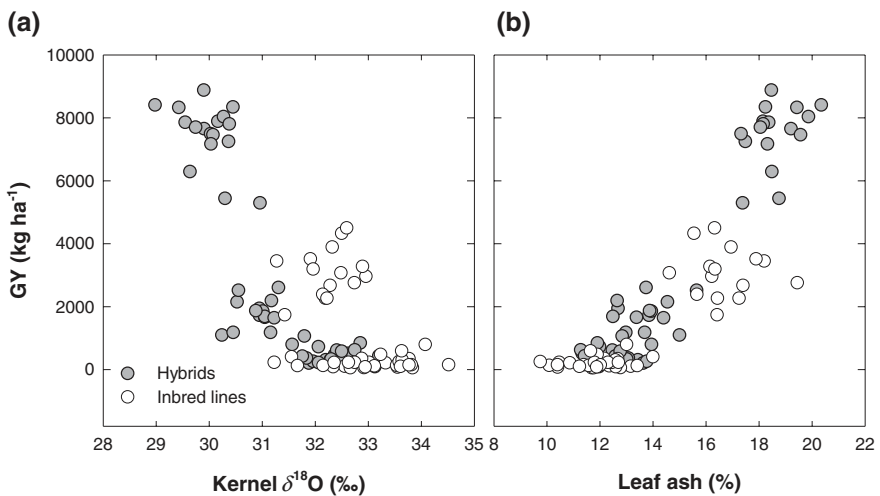 (a)
(b)
GY (kg ha⁻¹)
10000
8000
6000
4000
2000
0
Hybrids
Inbred lines
28 29 30 31 32 33 34 35
8 10 12 14 16 18 20 22
Kernel δ¹⁸O (‰)
Leaf ash (%)